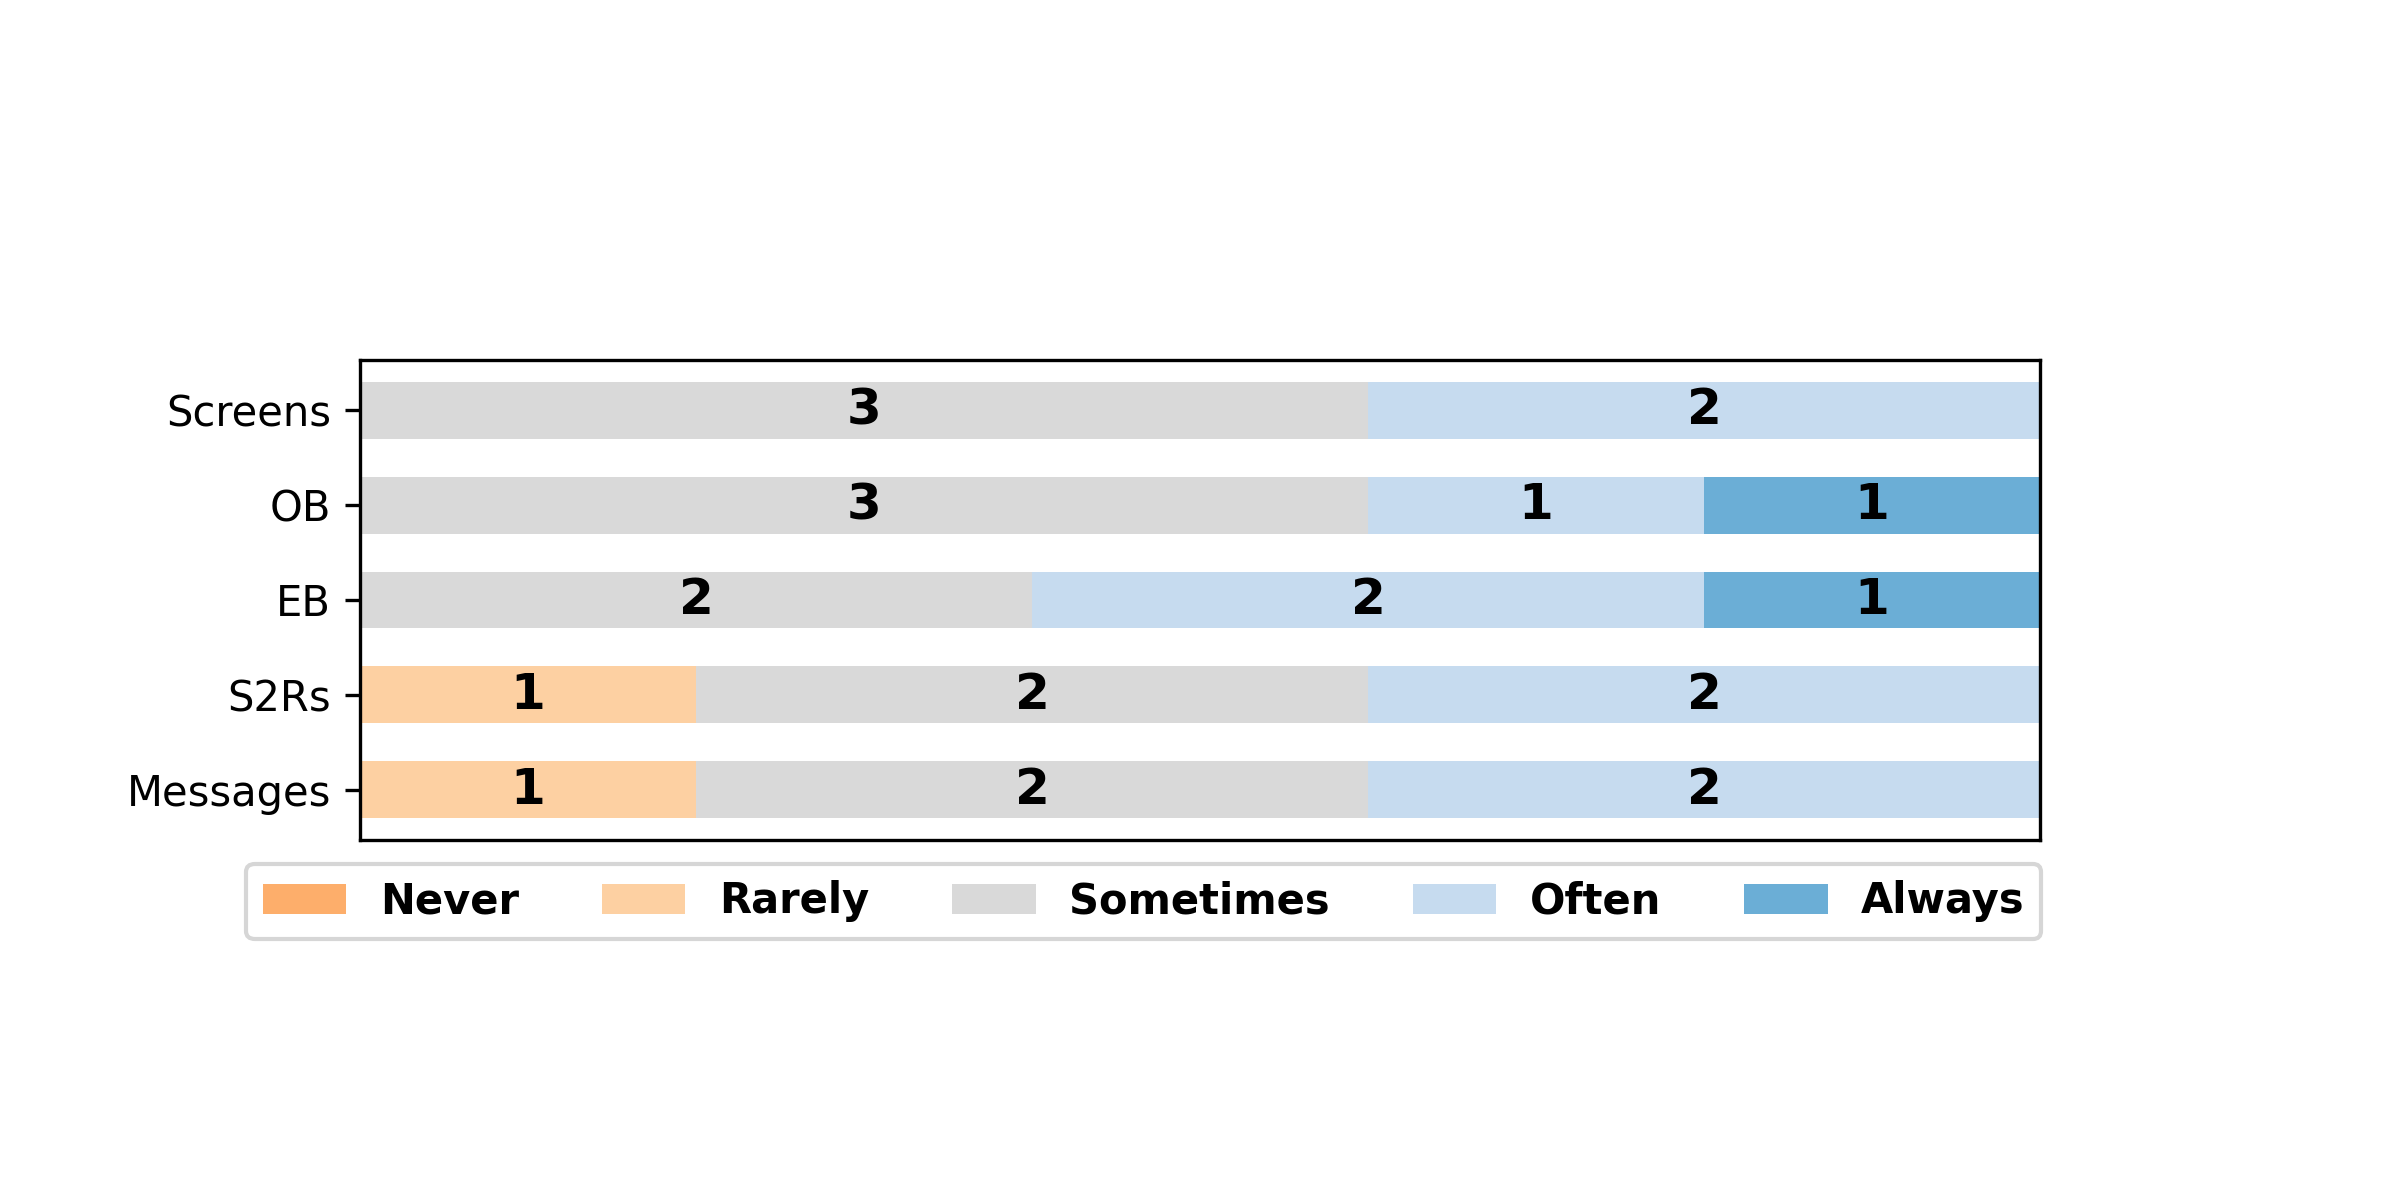 Screens 3 2
OB 3 1 1
EB 2 2 1
S2Rs 1 2 2
Messages 1 2 2
Never Rarely Sometimes Often Always